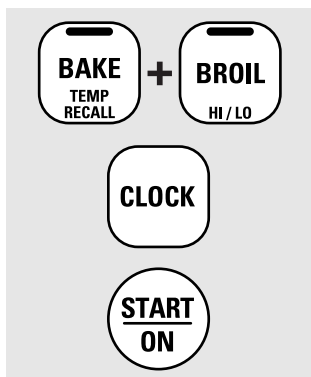 BAKE
TEMP
RECALL
+
BROIL
HI / LO
CLOCK
START
ON